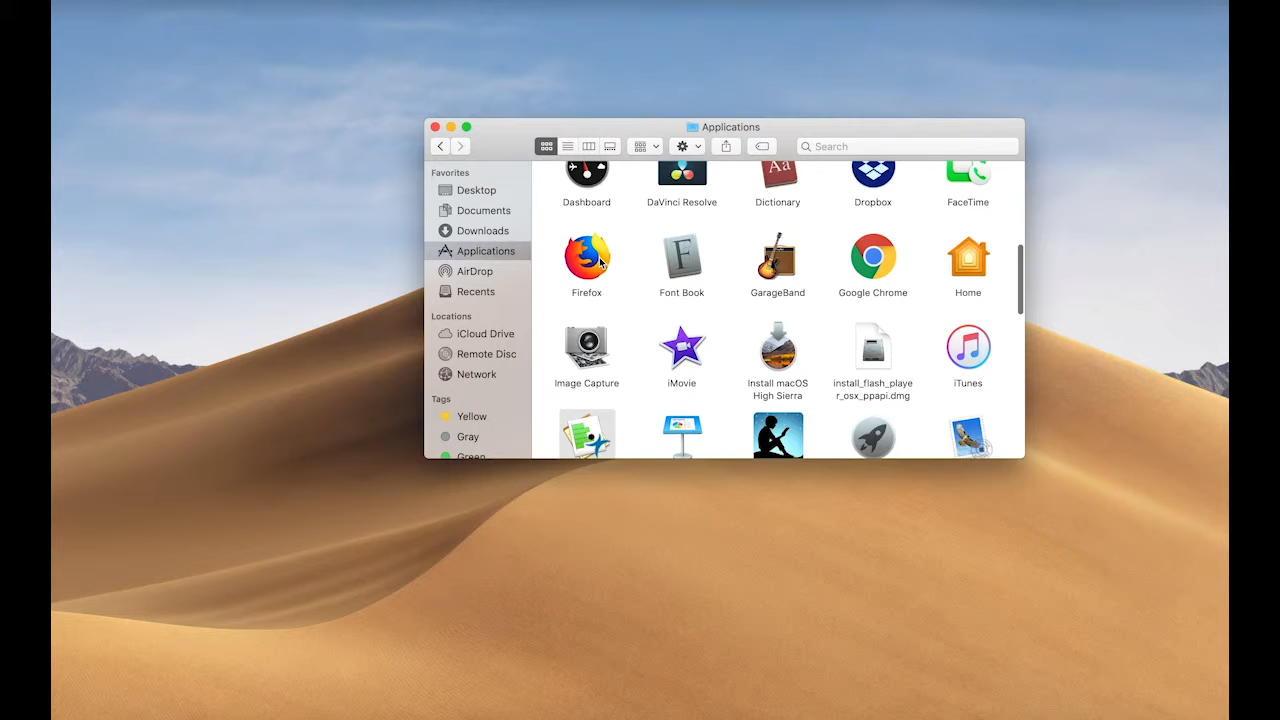 Applications
Search
Favorites
Desktop
Documents
Downloads
Applications
AirDrop
Recents
Locations
iCloud Drive
Remote Disc
Network
Tags
Yellow
Gray
Green
Aa
Dashboard
DaVinci Resolve
Dictionary
Dropbox
FaceTime
F
Firefox
Font Book
GarageBand
Google Chrome
Home
Image Capture
iMovie
Install macOS
High Sierra
install_flash_playe
r_osx_ppapi.dmg
iTunes